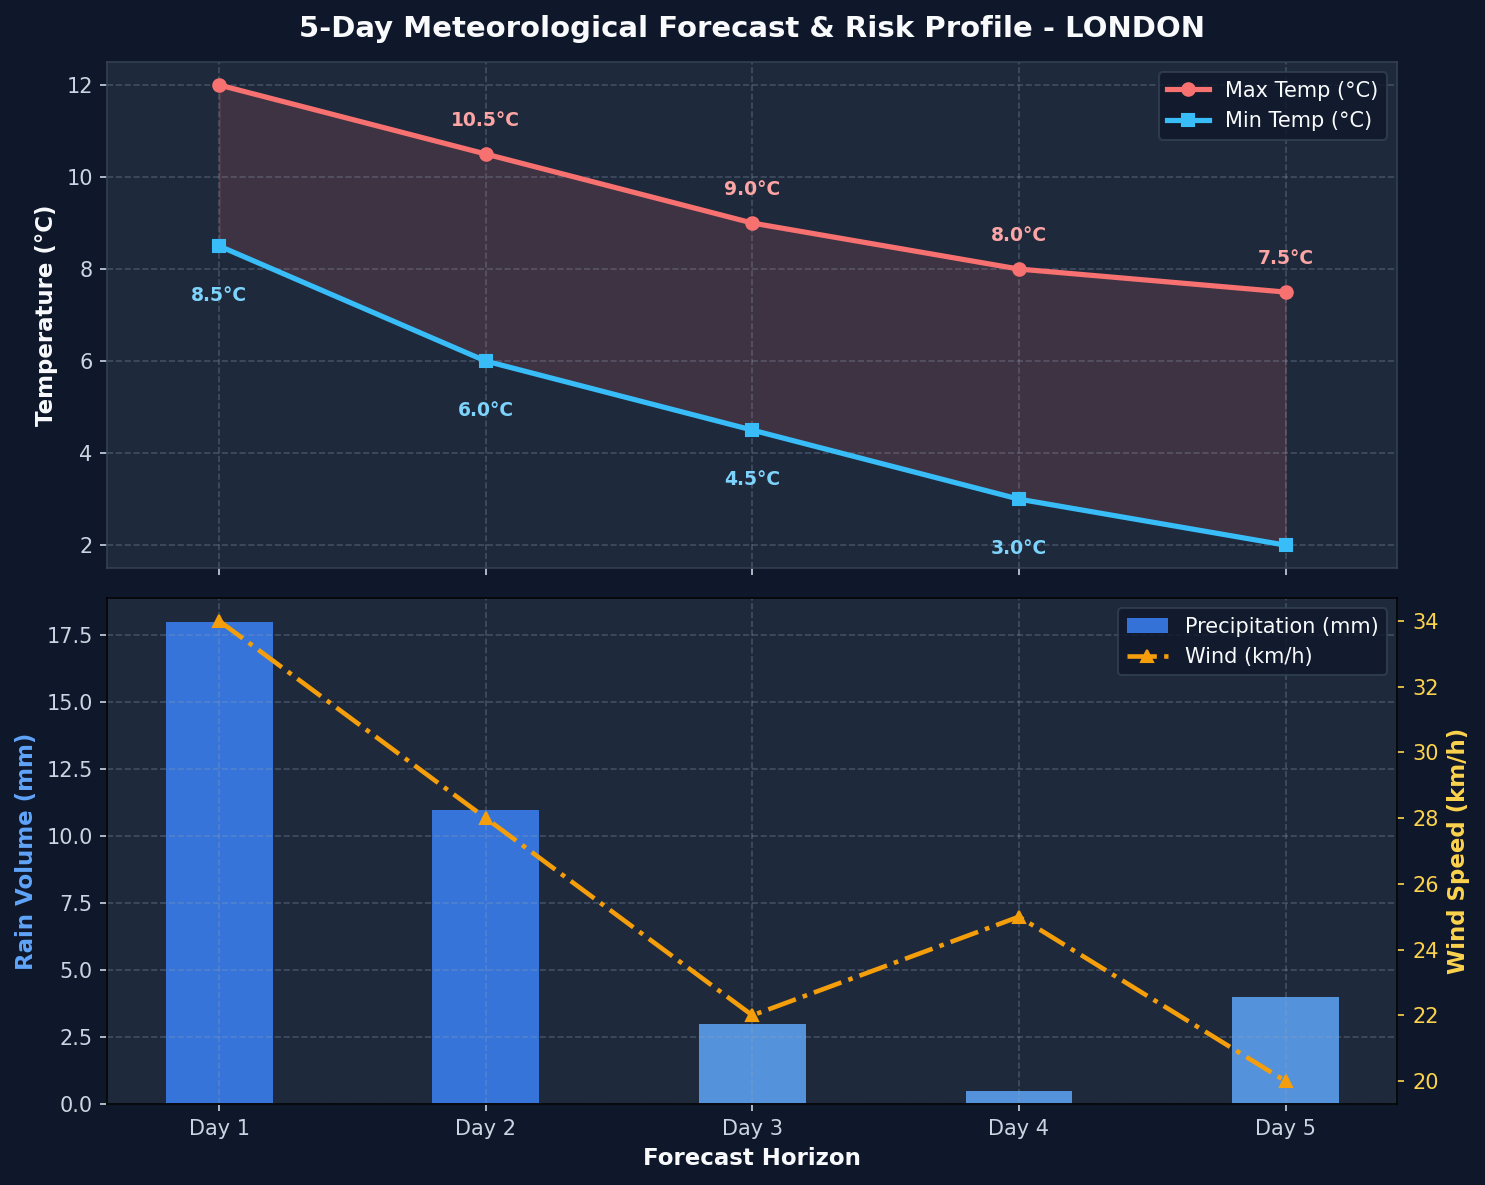 5-Day Meteorological Forecast & Risk Profile - LONDON
Max Temp (°C)
Min Temp (°C)
Temperature (°C)
12
10
8
6
4
2
10.5°C
9.0°C
8.0°C
7.5°C
8.5°C
6.0°C
4.5°C
3.0°C
Precipitation (mm)
Wind (km/h)
Rain Volume (mm)
17.5
15.0
12.5
10.0
7.5
5.0
2.5
0.0
Wind Speed (km/h)
34
32
30
28
26
24
22
20
Day 1 Day 2 Day 3 Day 4 Day 5
Forecast Horizon